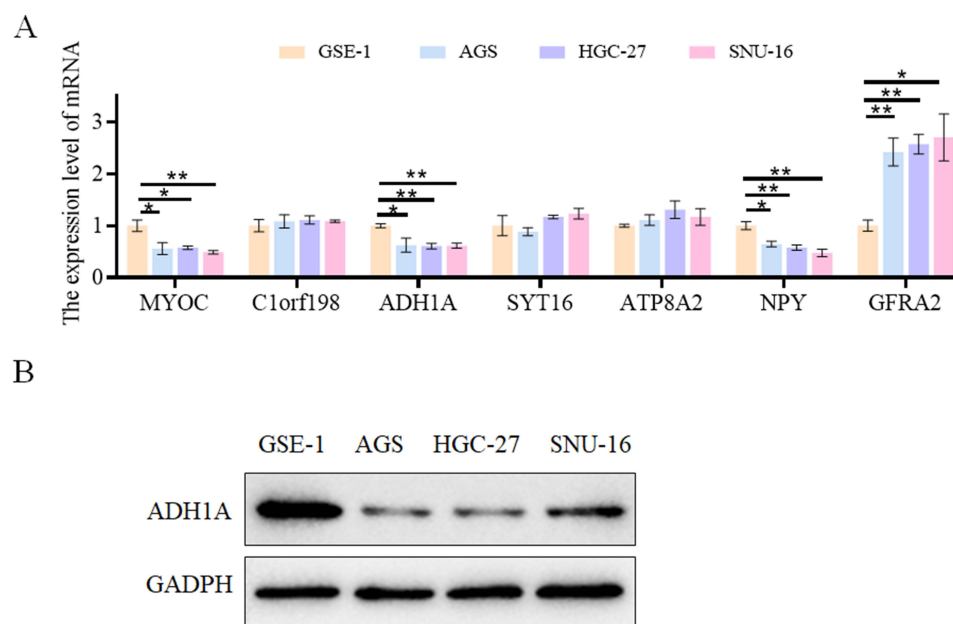 A
GSE-1 AGS HGC-27 SNU-16
The expression level of mRNA
3
2
1
0
** * *
** ** *
** ** *
* ** **
MYOC C1orf198 ADH1A SYT16 ATP8A2 NPY GFRA2
B
GSE-1 AGS HGC-27 SNU-16
ADH1A
GADPH